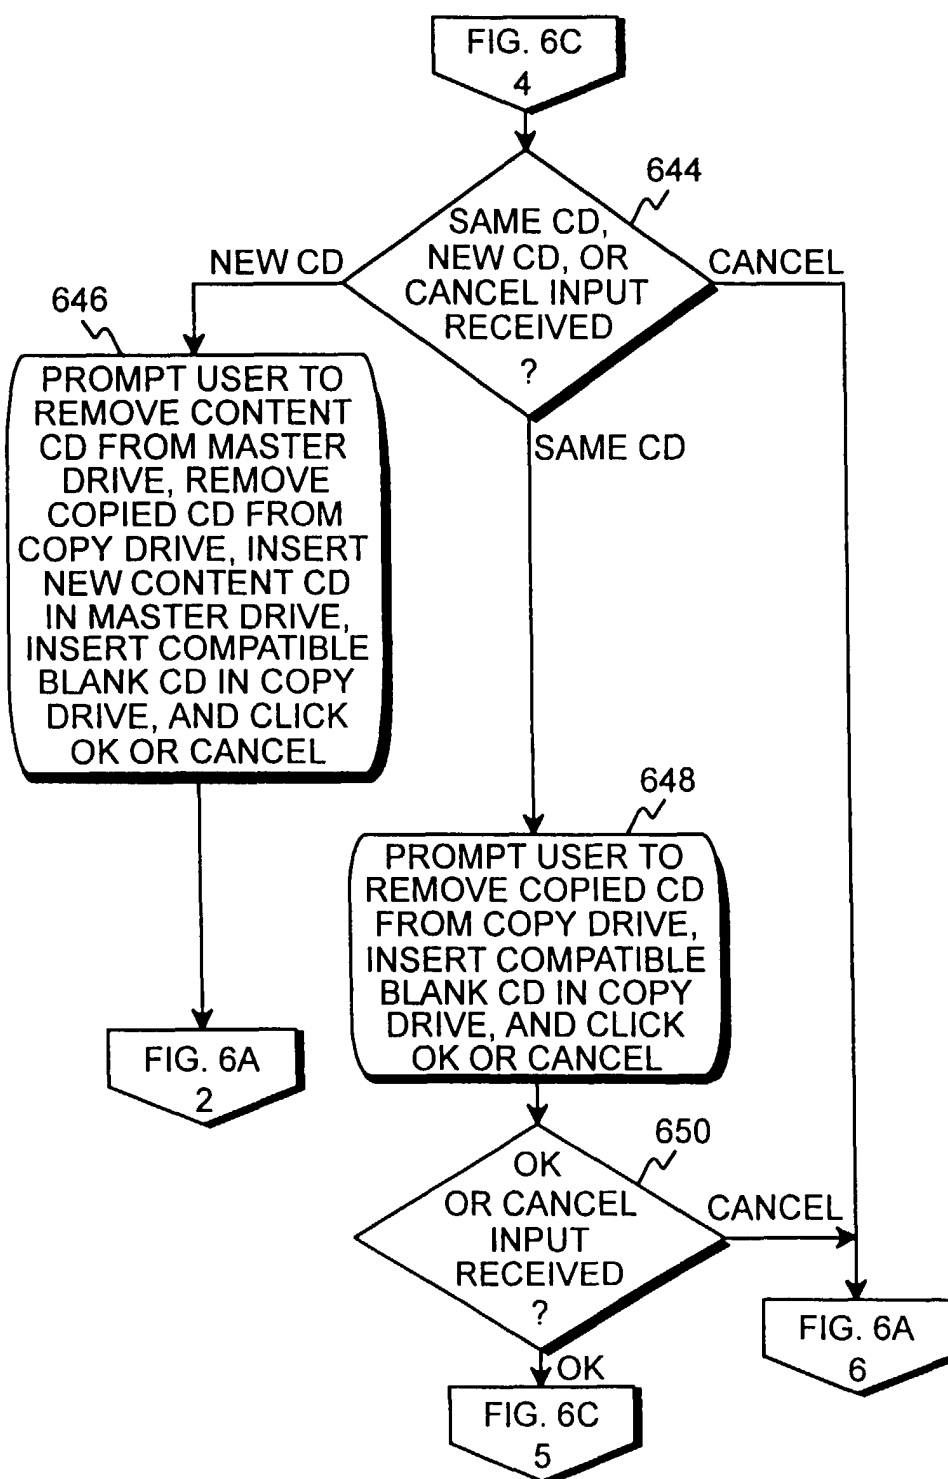 FIG. 6C
4
644
SAME CD,
NEW CD, OR
CANCEL INPUT
RECEIVED
?
NEW CD
CANCEL
SAME CD
646
PROMPT USER TO
REMOVE CONTENT
CD FROM MASTER
DRIVE, REMOVE
COPIED CD FROM
COPY DRIVE, INSERT
NEW CONTENT CD
IN MASTER DRIVE,
INSERT COMPATIBLE
BLANK CD IN COPY
DRIVE, AND CLICK
OK OR CANCEL
648
PROMPT USER TO
REMOVE COPIED CD
FROM COPY DRIVE,
INSERT COMPATIBLE
BLANK CD IN COPY
DRIVE, AND CLICK
OK OR CANCEL
FIG. 6A
2
650
OK
OR CANCEL
INPUT
RECEIVED
?
CANCEL
OK
FIG. 6A
6
FIG. 6C
5